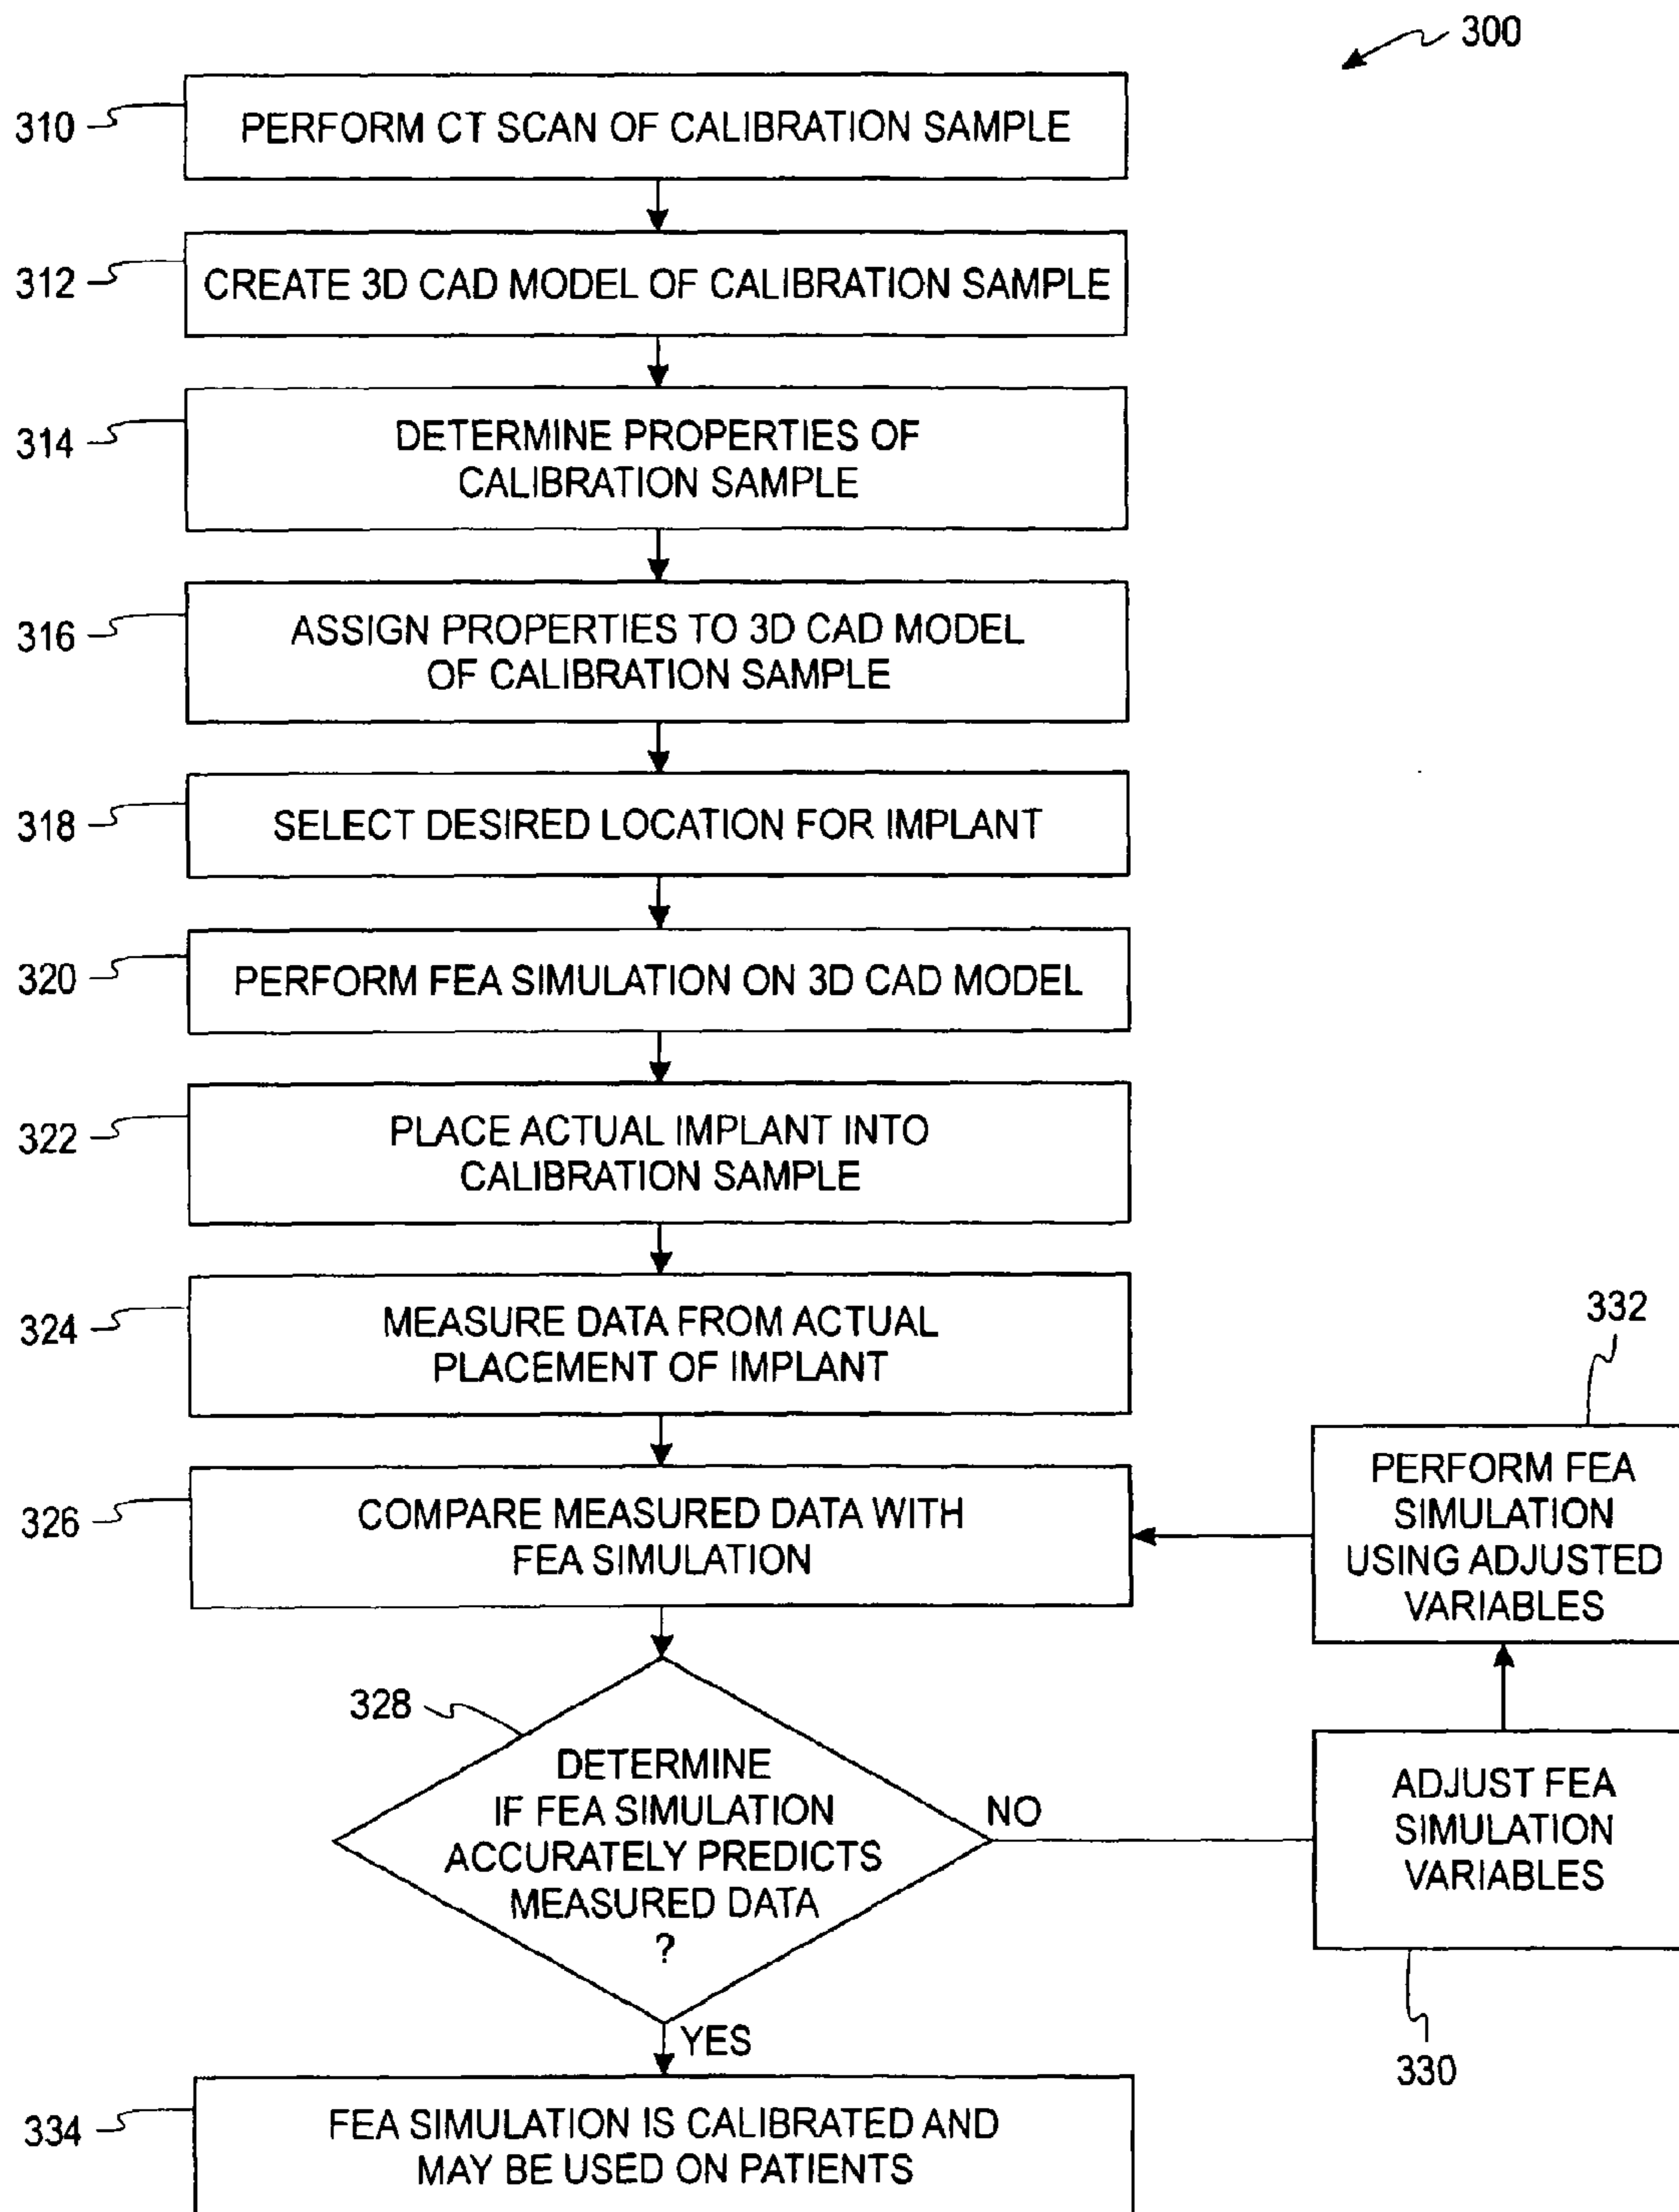 300
310
PERFORM CT SCAN OF CALIBRATION SAMPLE
312
CREATE 3D CAD MODEL OF CALIBRATION SAMPLE
314
DETERMINE PROPERTIES OF
CALIBRATION SAMPLE
316
ASSIGN PROPERTIES TO 3D CAD MODEL
OF CALIBRATION SAMPLE
318
SELECT DESIRED LOCATION FOR IMPLANT
320
PERFORM FEA SIMULATION ON 3D CAD MODEL
322
PLACE ACTUAL IMPLANT INTO
CALIBRATION SAMPLE
324
MEASURE DATA FROM ACTUAL
PLACEMENT OF IMPLANT
326
COMPARE MEASURED DATA WITH
FEA SIMULATION
328
DETERMINE
IF FEA SIMULATION
ACCURATELY PREDICTS
MEASURED DATA
?
NO
330
ADJUST FEA
SIMULATION
VARIABLES
332
PERFORM FEA
SIMULATION
USING ADJUSTED
VARIABLES
YES
334
FEA SIMULATION IS CALIBRATED AND
MAY BE USED ON PATIENTS